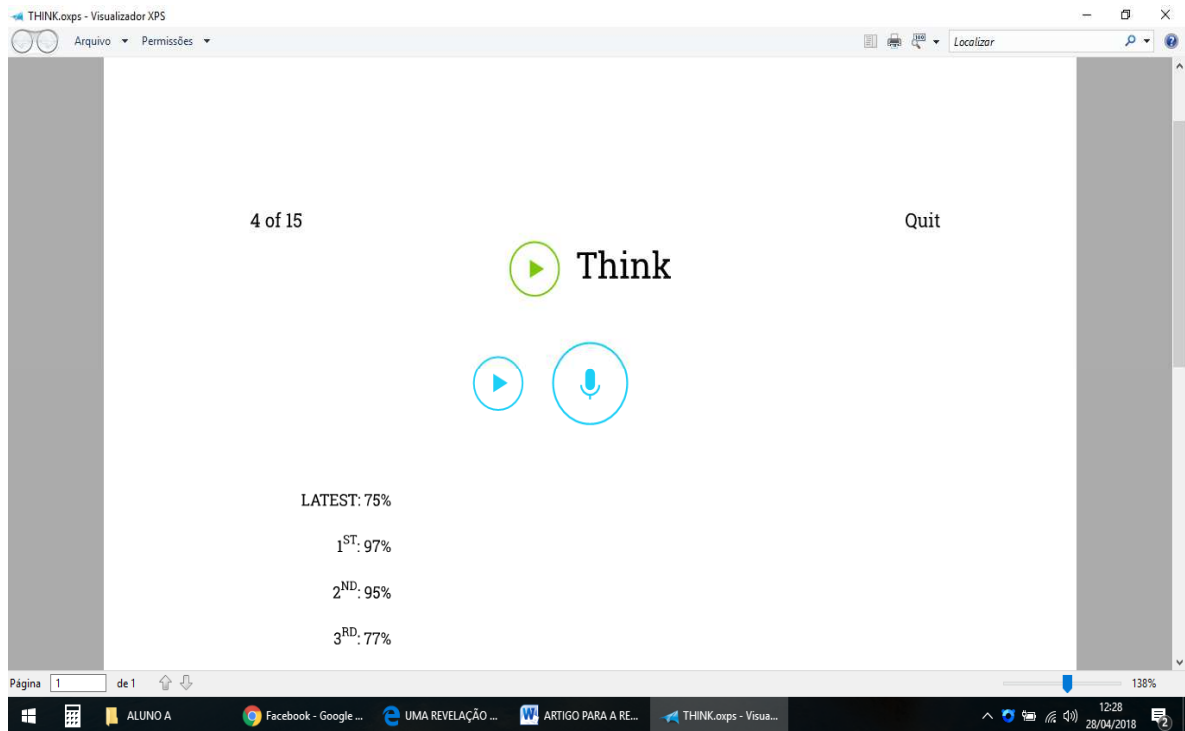 THINK.oxps - Visualizador XPS
Arquivo Permissões Localizar
4 of 15 Quit
Think
LATEST: 75%
1ST: 97%
2ND: 95%
3RD: 77%
Página 1 de 1 138%
ALUNO A Facebook - Google ... UMA REVELAÇÃO ... ARTIGO PARA A RE... THINK.oxps - Visua... 12:28
28/04/2018 2